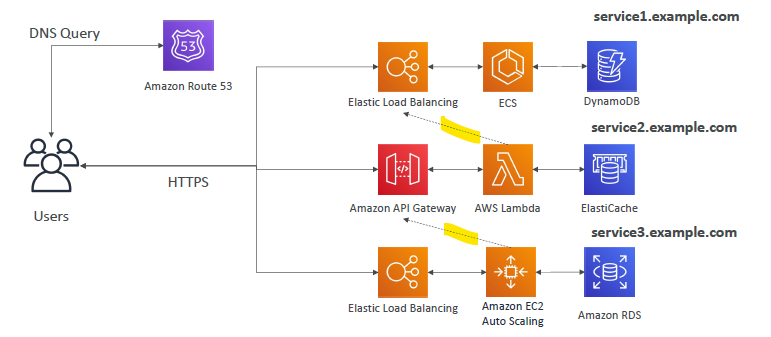 service1.example.com
DNS Query
53
Amazon Route 53
Elastic Load Balancing
ECS
DynamoDB
service2.example.com
HTTPS
Users
Amazon API Gateway
AWS Lambda
ElastiCache
service3.example.com
Elastic Load Balancing
Amazon EC2
Auto Scaling
Amazon RDS